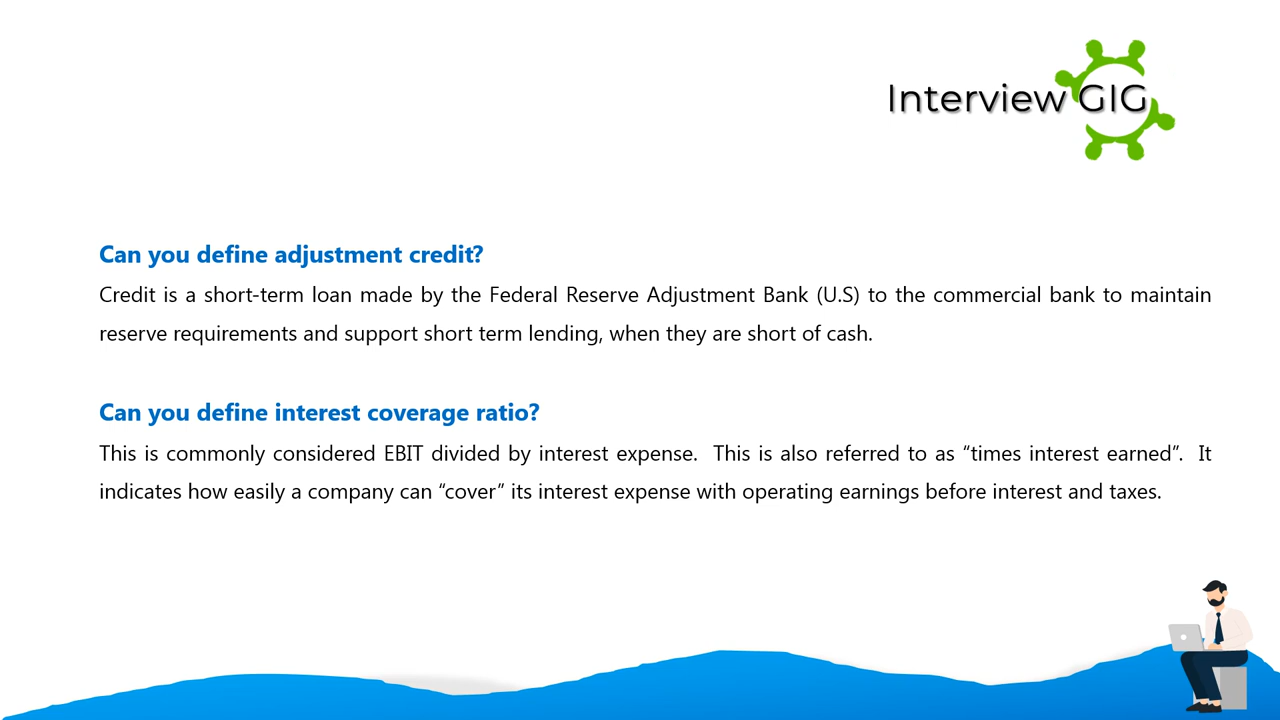 Interview GIG
Can you define adjustment credit?
Credit is a short-term loan made by the Federal Reserve Adjustment Bank (U.S) to the commercial bank to maintain
reserve requirements and support short term lending, when they are short of cash.
Can you define interest coverage ratio?
This is commonly considered EBIT divided by interest expense.  This is also referred to as “times interest earned”.  It
indicates how easily a company can “cover” its interest expense with operating earnings before interest and taxes.